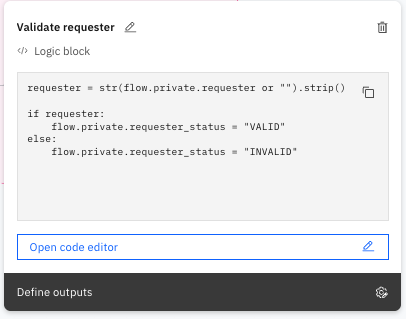 Validate requester
</> Logic block
requester = str(flow.private.requester or "").strip()
if requester:
    flow.private.requester_status = "VALID"
else:
    flow.private.requester_status = "INVALID"
Open code editor
Define outputs